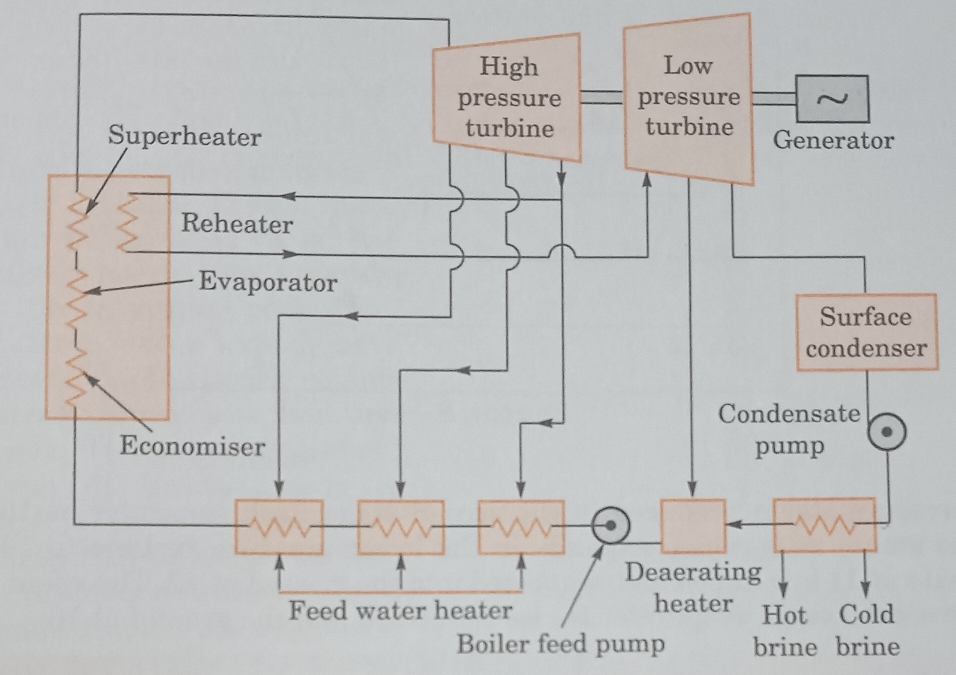 High
pressure
turbine
Low
pressure
turbine
Generator
Superheater
Reheater
Evaporator
Surface
condenser
Condensate
pump
Economiser
Deaerating
heater
Feed water heater
Boiler feed pump
Hot
brine
Cold
brine